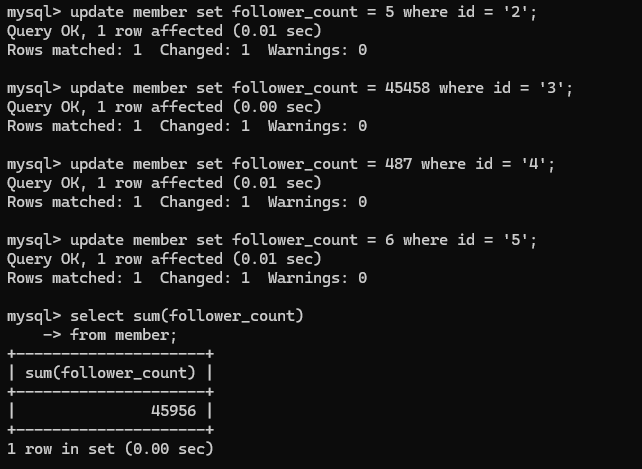 mysql> update member set follower_count = 5 where id = '2';
Query OK, 1 row affected (0.01 sec)
Rows matched: 1  Changed: 1  Warnings: 0

mysql> update member set follower_count = 45458 where id = '3';
Query OK, 1 row affected (0.00 sec)
Rows matched: 1  Changed: 1  Warnings: 0

mysql> update member set follower_count = 487 where id = '4';
Query OK, 1 row affected (0.01 sec)
Rows matched: 1  Changed: 1  Warnings: 0

mysql> update member set follower_count = 6 where id = '5';
Query OK, 1 row affected (0.01 sec)
Rows matched: 1  Changed: 1  Warnings: 0

mysql> select sum(follower_count)
    -> from member;
+---------------------+
| sum(follower_count) |
+---------------------+
|               45956 |
+---------------------+
1 row in set (0.00 sec)